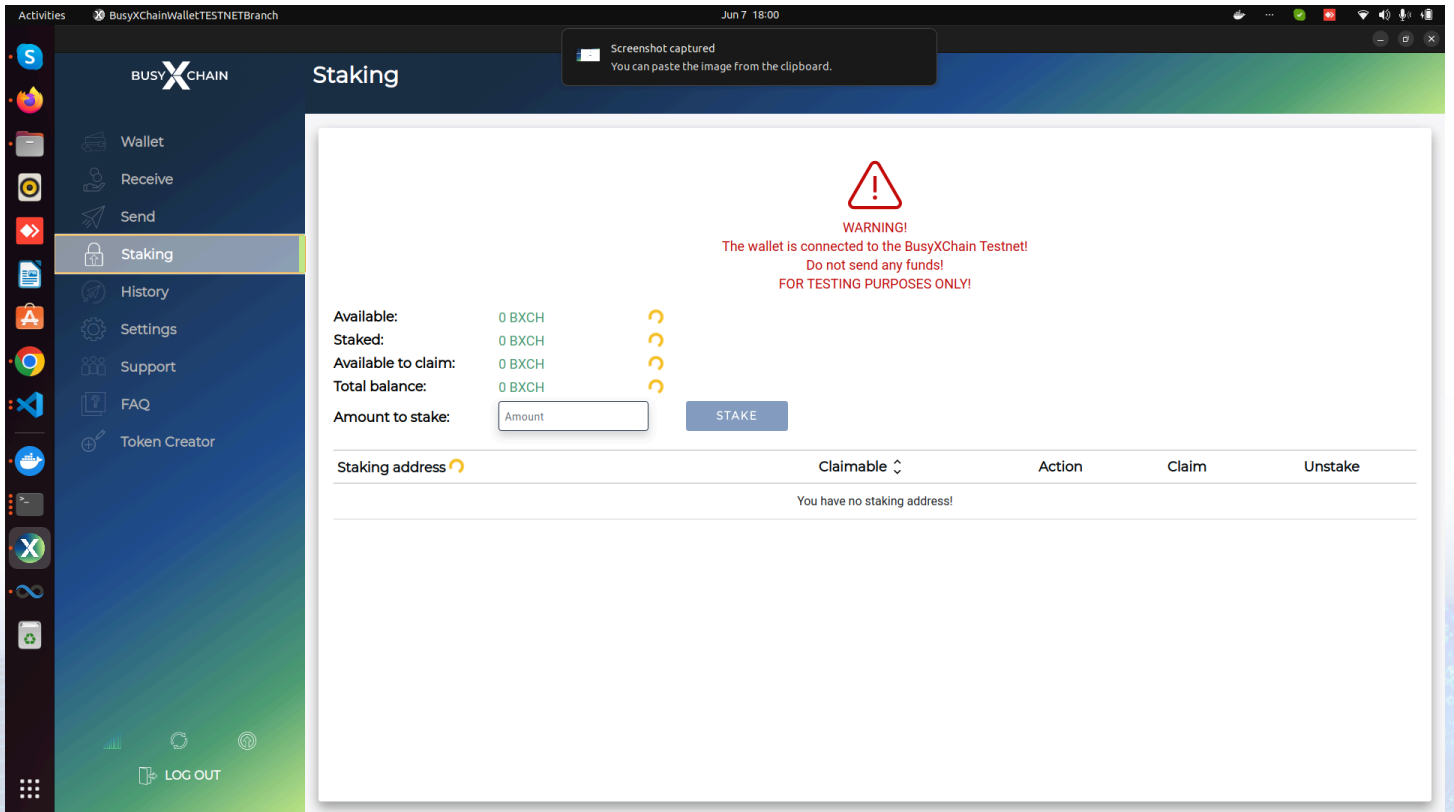 Activities BusyXChainWalletTESTNETBranch Jun 7 18:00
Screenshot captured
You can paste the image from the clipboard.
BUSY X CHAIN
Staking
Wallet
Receive
Send
Staking
History
Settings
Support
FAQ
Token Creator
LOG OUT
WARNING!
The wallet is connected to the BusyXChain Testnet!
Do not send any funds!
FOR TESTING PURPOSES ONLY!
Available: 0 BXCH
Staked: 0 BXCH
Available to claim: 0 BXCH
Total balance: 0 BXCH
Amount to stake: Amount STAKE
Staking address Claimable Action Claim Unstake
You have no staking address!